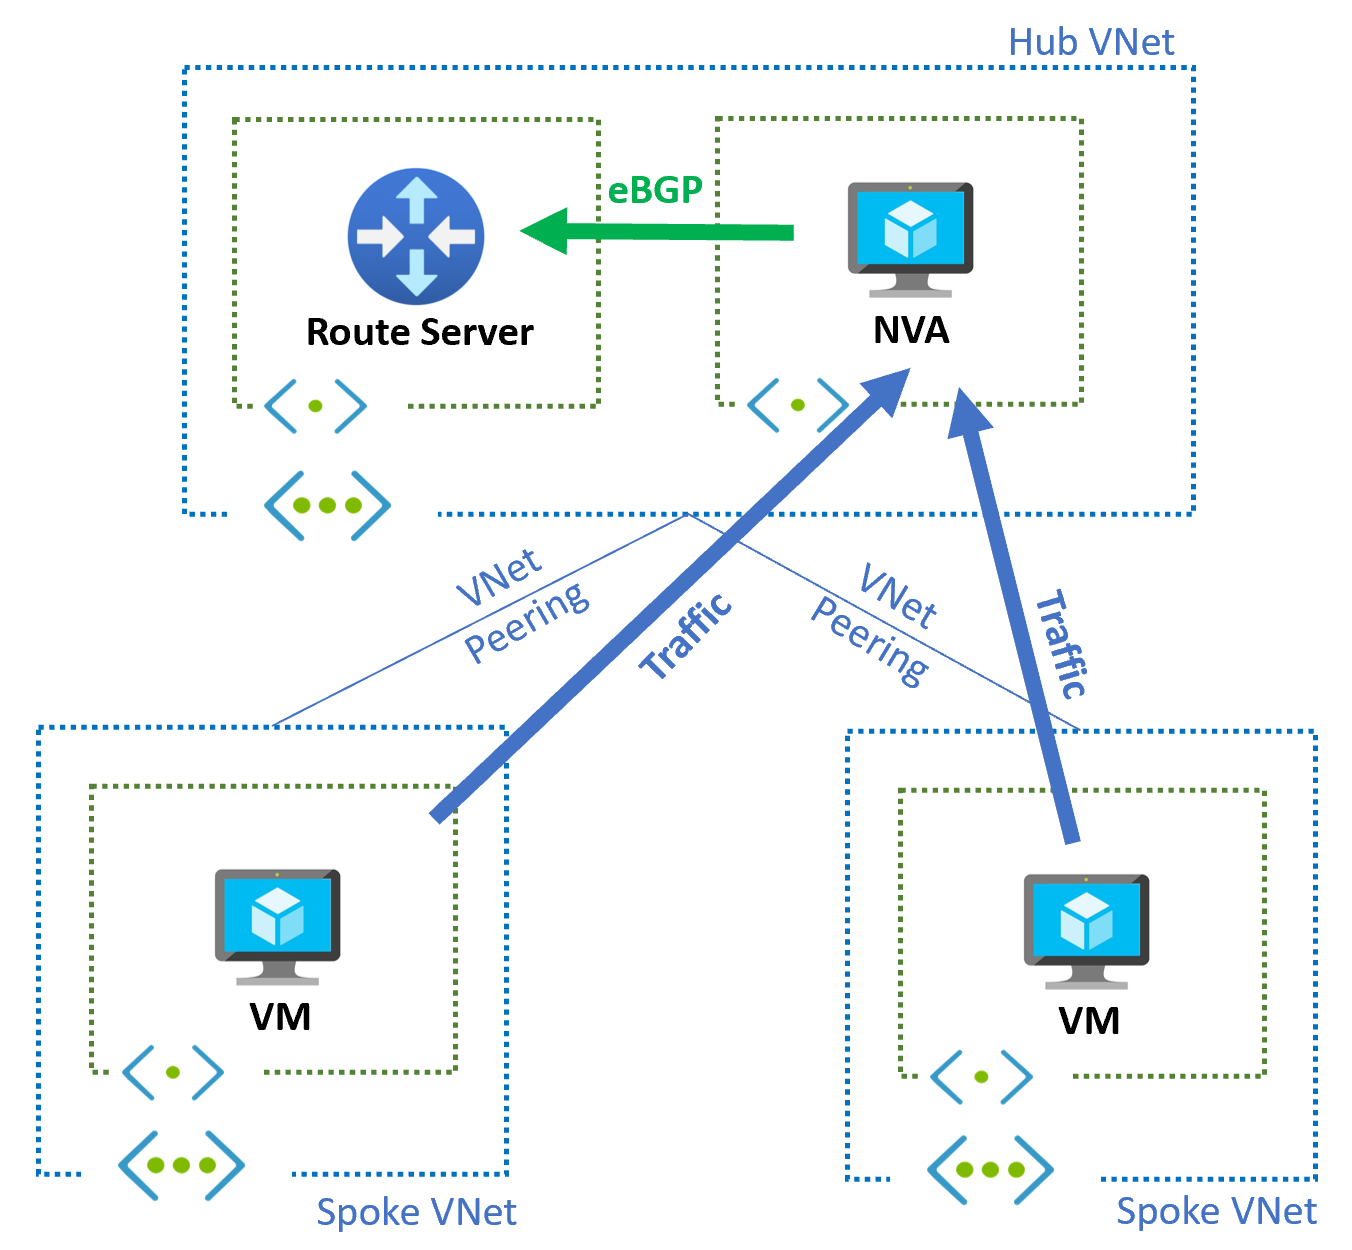 Hub VNet
eBGP
Route Server
NVA
VNet
Peering
Traffic
VNet
Peering
Traffic
VM
VM
Spoke VNet
Spoke VNet